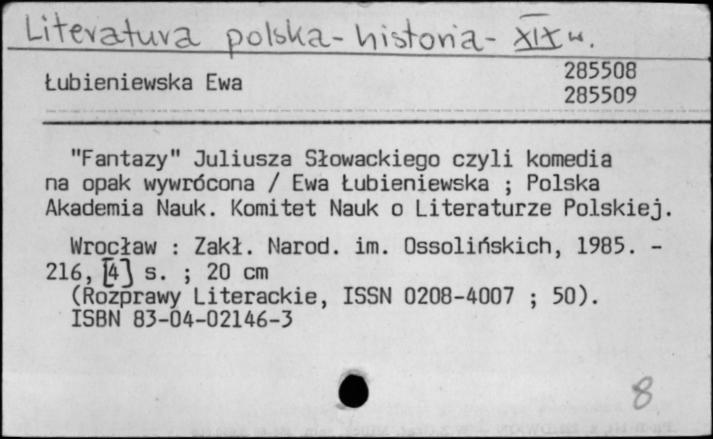 Literatura polska - historia - XIX w.
Łubieniewska Ewa
285508
285509
"Fantazy" Juliusza Słowackiego czyli komedia
na opak wywrócona / Ewa Łubieniewska ; Polska
Akademia Nauk. Komitet Nauk o Literaturze Polskiej.
Wrocław : Zakł. Narod. im. Ossolińskich, 1985. -
216, [4] s. ; 20 cm
(Rozprawy Literackie, ISSN 0208-4007 ; 50).
ISBN 83-04-02146-3
8